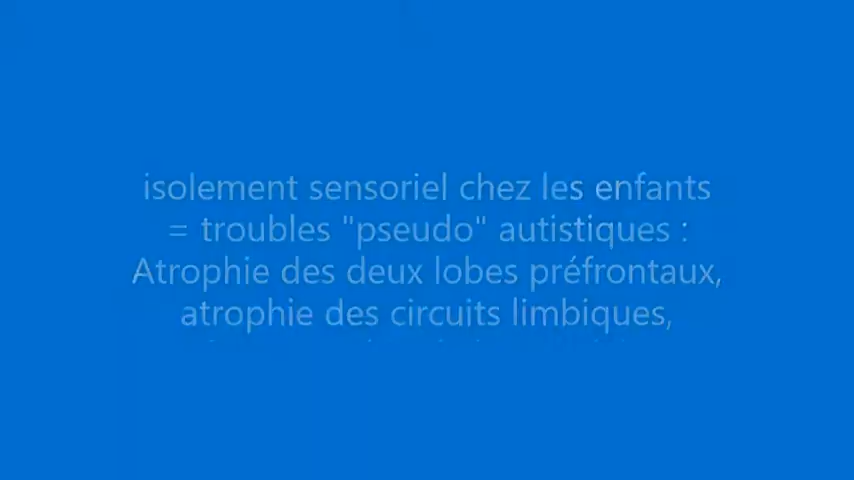 isolement sensoriel chez les enfants
= troubles "pseudo" autistiques :
Atrophie des deux lobes préfrontaux,
atrophie des circuits limbiques,